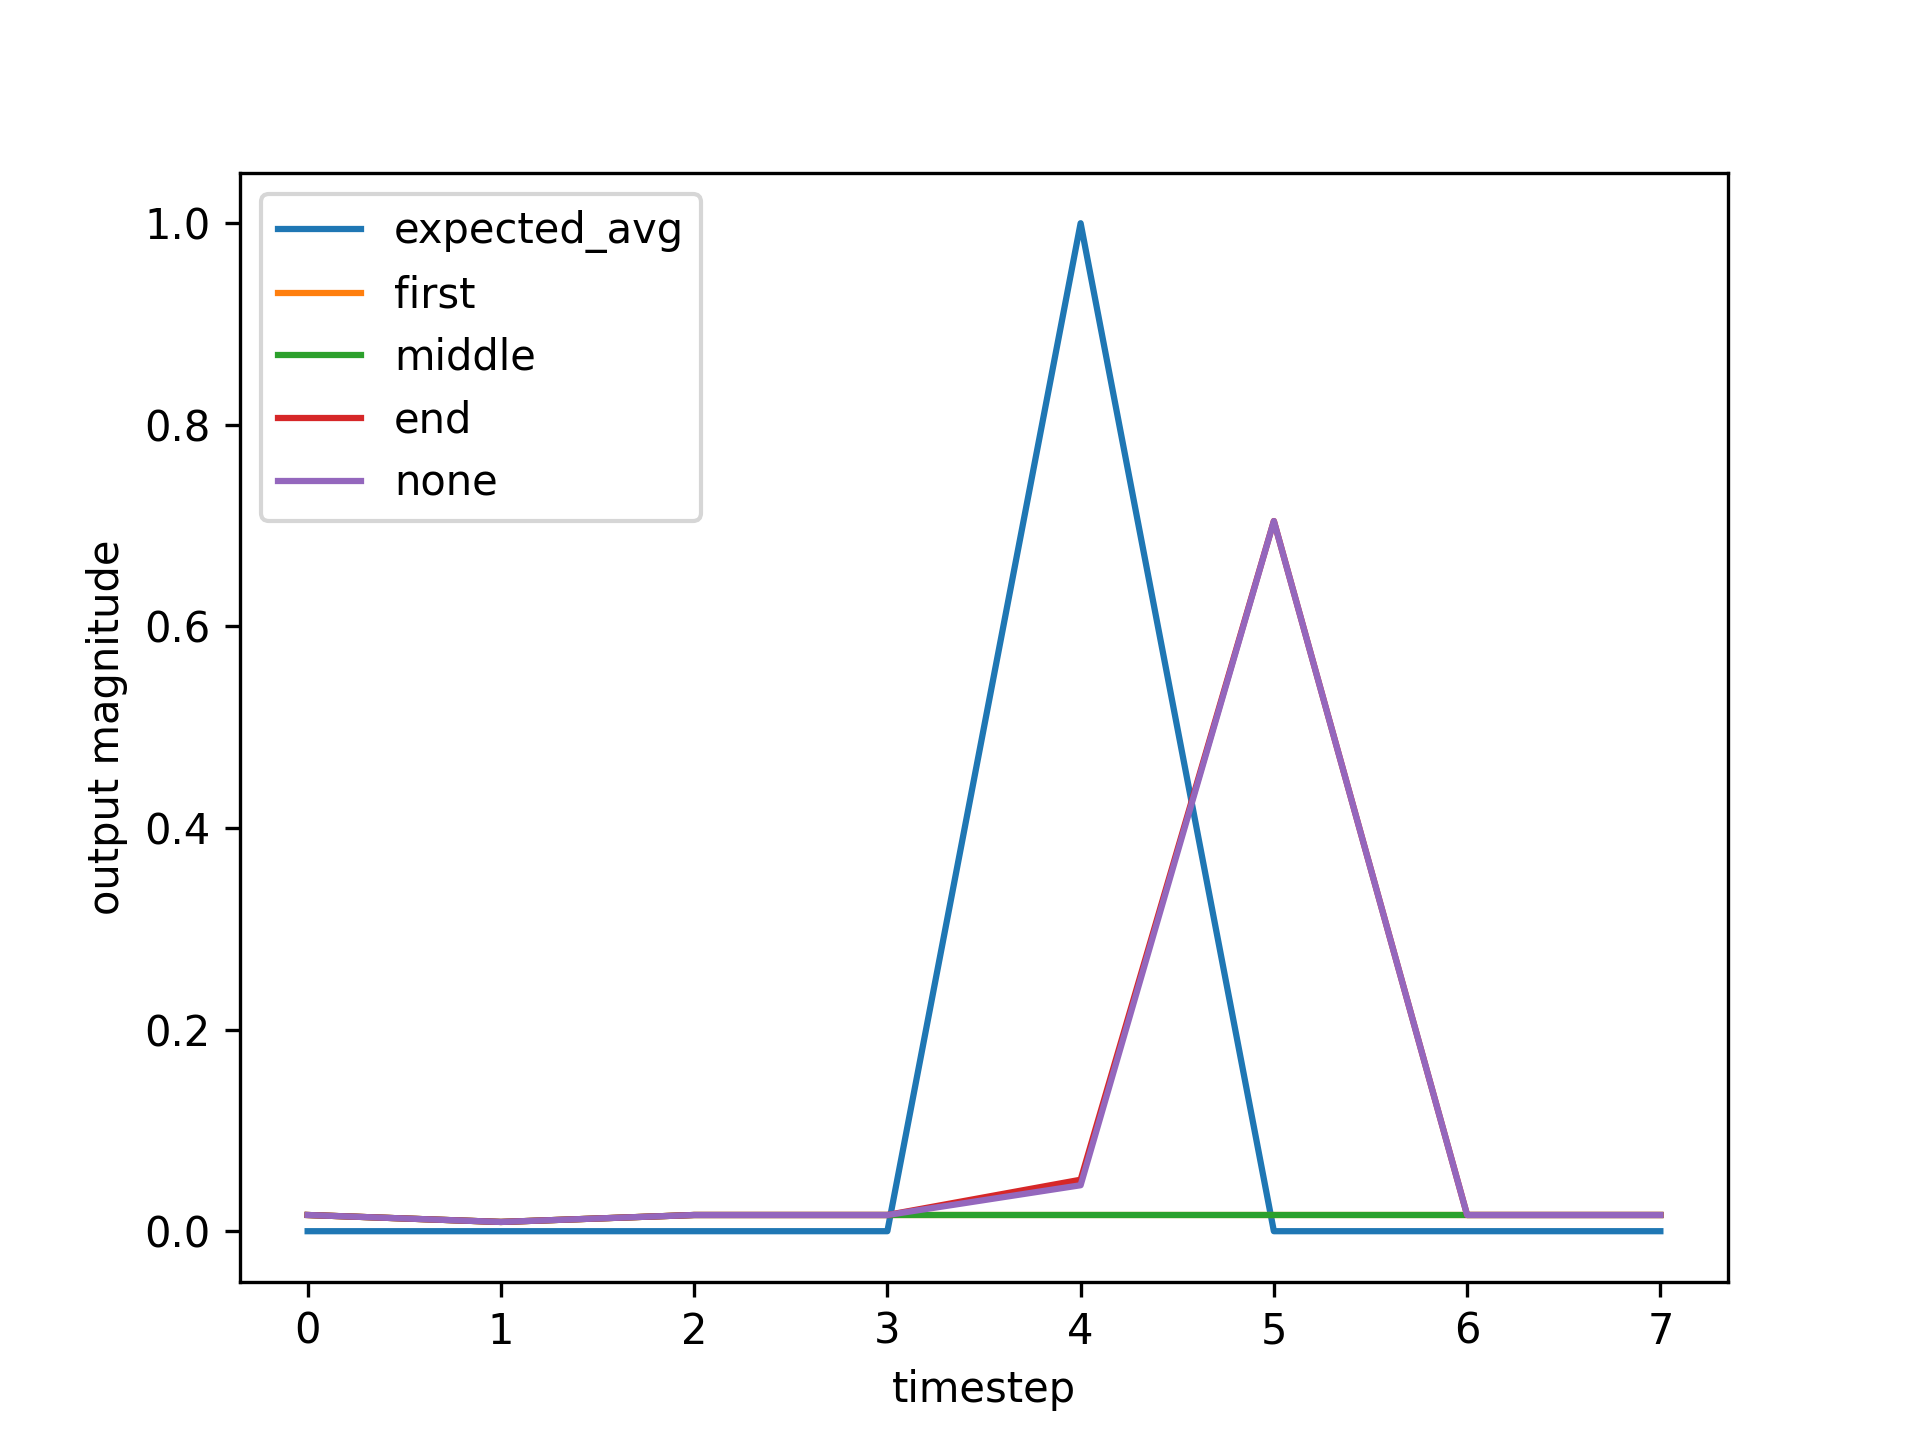 expected_avg
first
middle
end
none
1.0
0.8
0.6
0.4
0.2
0.0
output magnitude
0 1 2 3 4 5 6 7
timestep